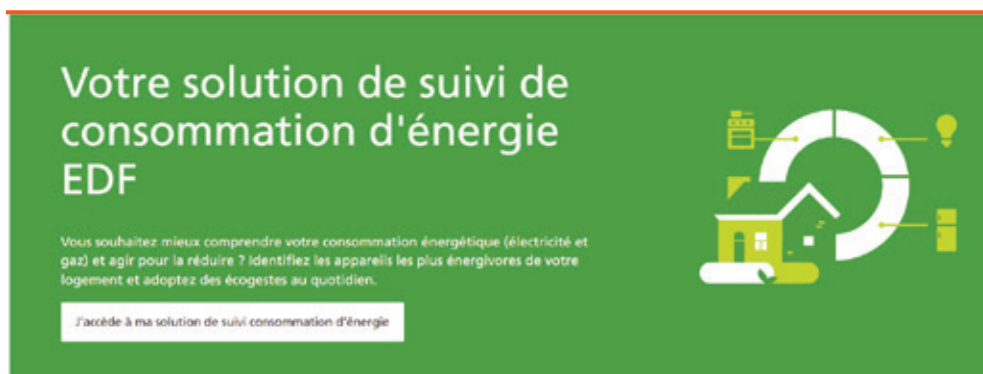 Votre solution de suivi de
consommation d'énergie
EDF
Vous souhaitez mieux comprendre votre consommation énergétique (électricité et
gaz) et agir pour la réduire ? Identifiez les appareils les plus énergivores de votre
logement et adoptez des écogestes au quotidien.
J'accède à ma solution de suivi consommation d'énergie